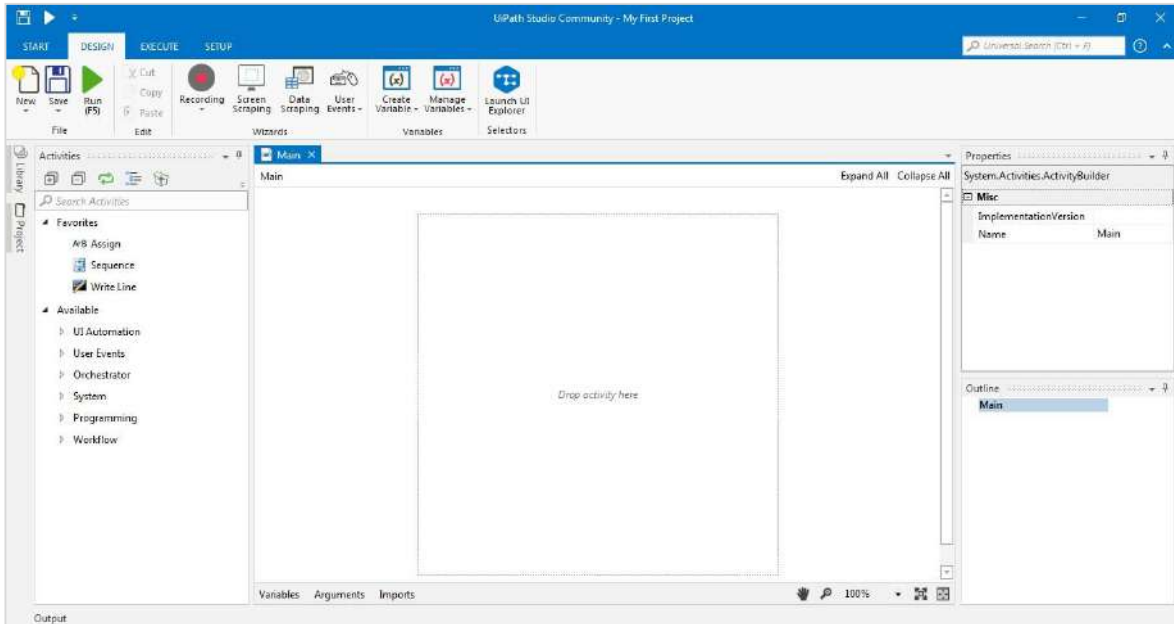 UiPath Studio Community - My First Project
START DESIGN EXECUTE SETUP
Universal Search (Ctrl + F)
New Save Run (F5)
Cut
Copy
Paste
Recording Screen Scraping Data Scraping User Events Create Variable Manage Variables Launch UI Explorer
File Edit Wizards Variables Selectors
Library
Project
Activities
Search Activities
Favorites
A+B Assign
Sequence
Write Line
Available
UI Automation
User Events
Orchestrator
System
Programming
Workflow
Main
Main Expand All Collapse All
Drop activity here
Variables Arguments Imports 100%
Properties
System.Activities.ActivityBuilder
Misc
ImplementationVersion
Name Main
Outline
Main
Output